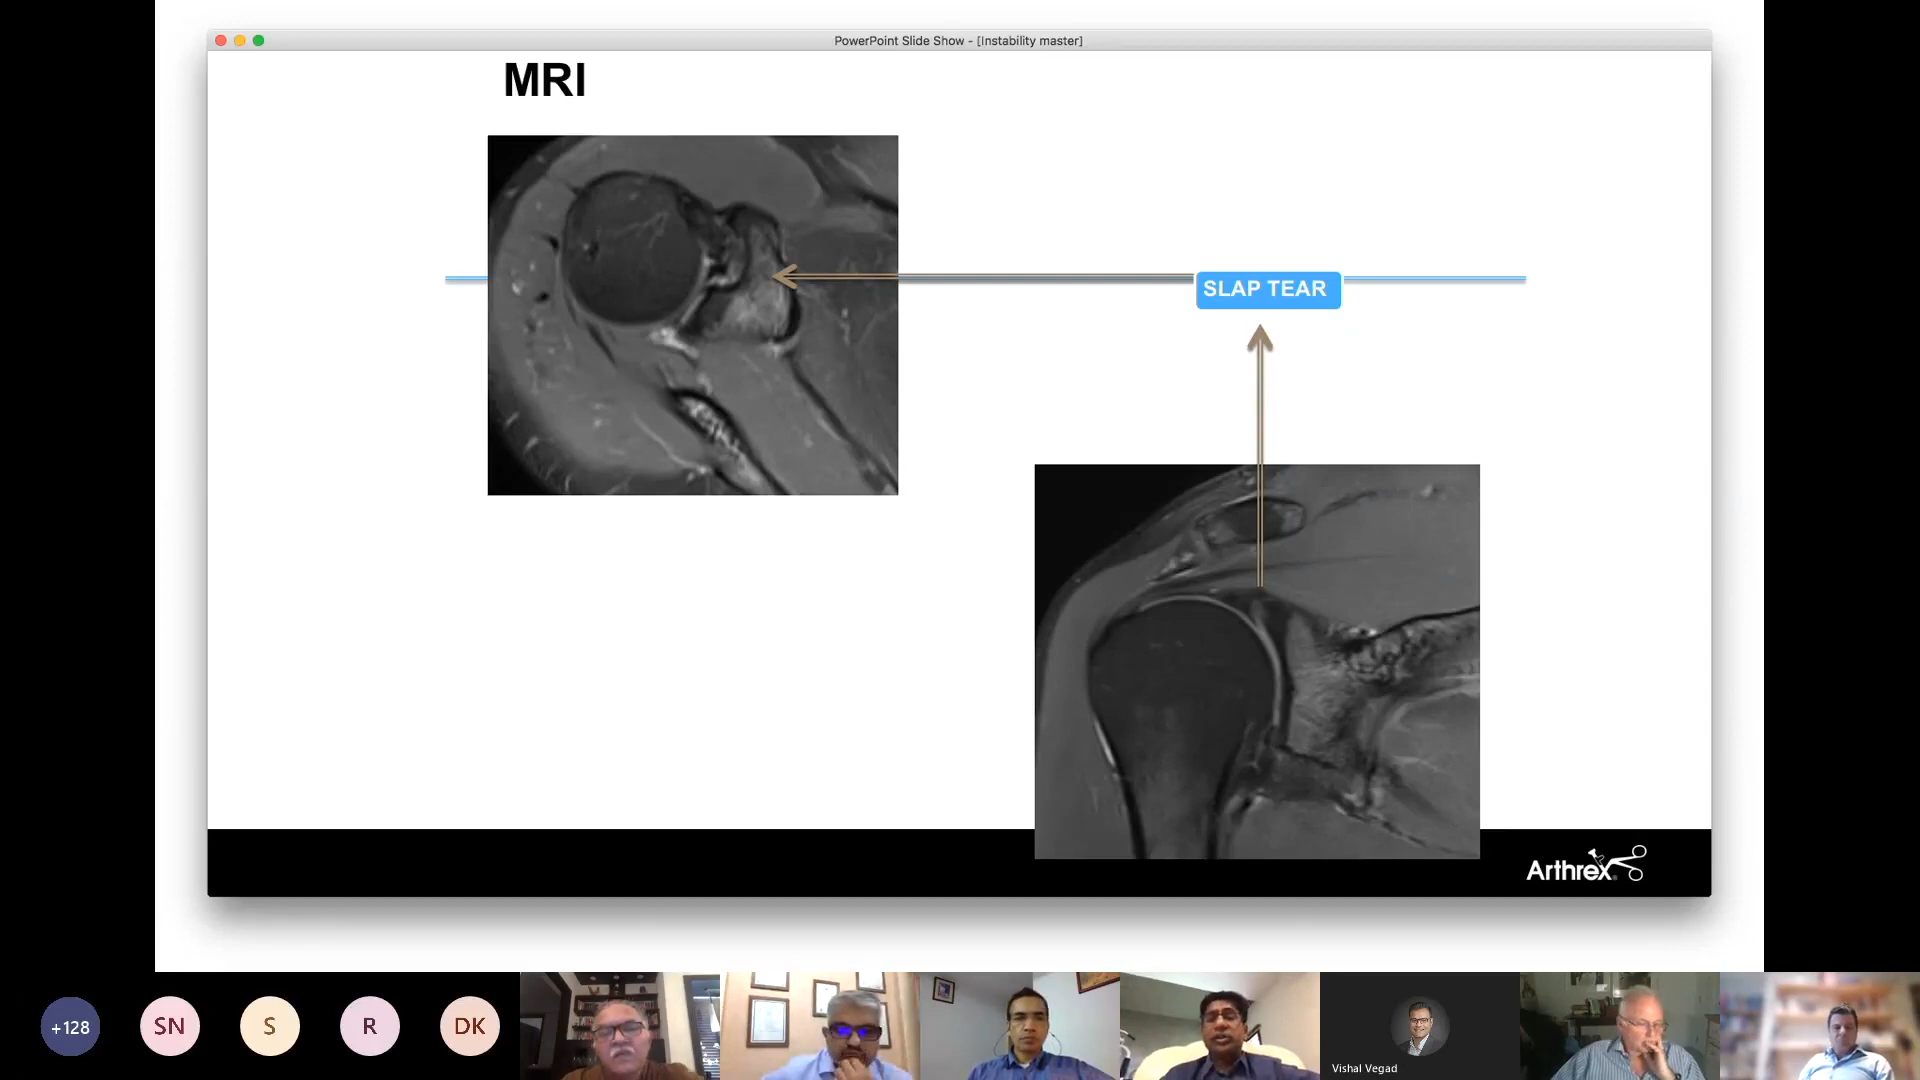 PowerPoint Slide Show - [Instability master]
MRI
SLAP TEAR
Arthrex
+128
SN
S
R
DK
Vishal Vegad